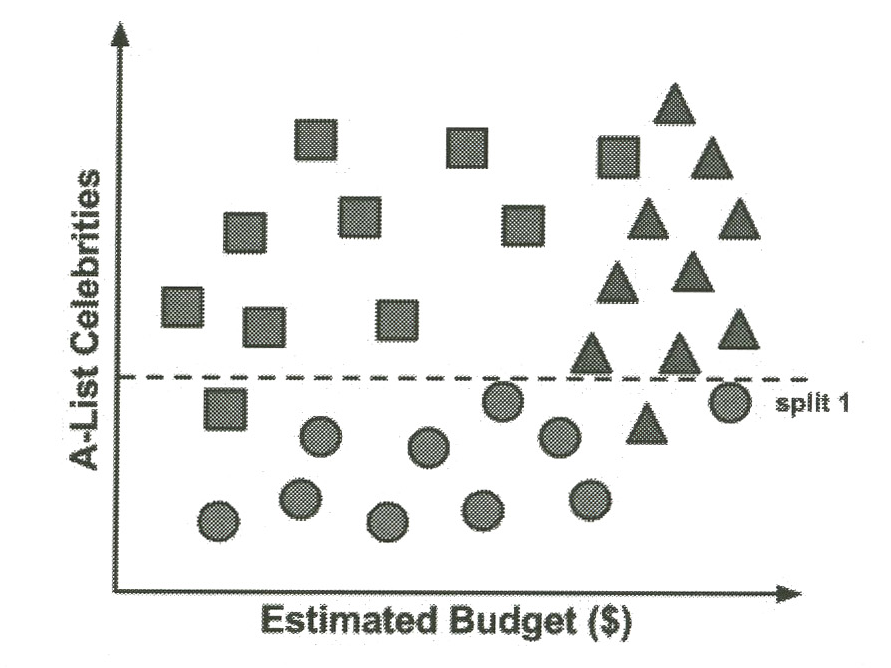 A-List Celebrities
split 1
Estimated Budget ($)